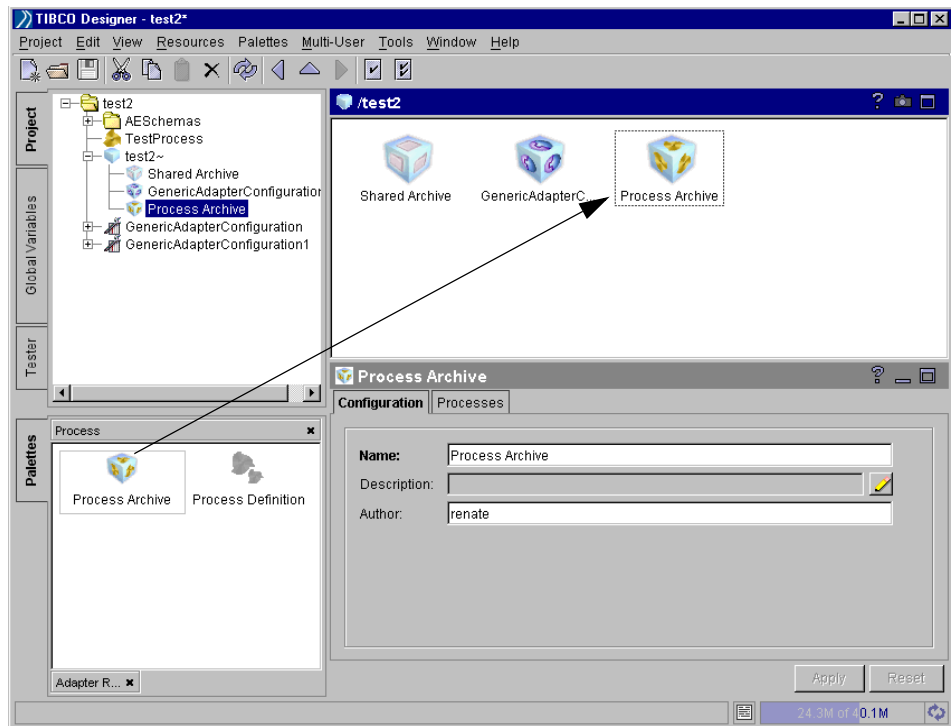 TIBCO Designer - test2*
Project Edit View Resources Palettes Multi-User Tools Window Help
Project
Global Variables
Tester
test2
AESchemas
TestProcess
test2~
Shared Archive
GenericAdapterConfiguration
Process Archive
GenericAdapterConfiguration
GenericAdapterConfiguration1
/test2
Shared Archive
GenericAdapterC...
Process Archive
Palettes
Process
Process Archive
Process Definition
Adapter R...
Process Archive
Configuration Processes
Name: Process Archive
Description:
Author: renate
Apply Reset
24.3M of 40.1M